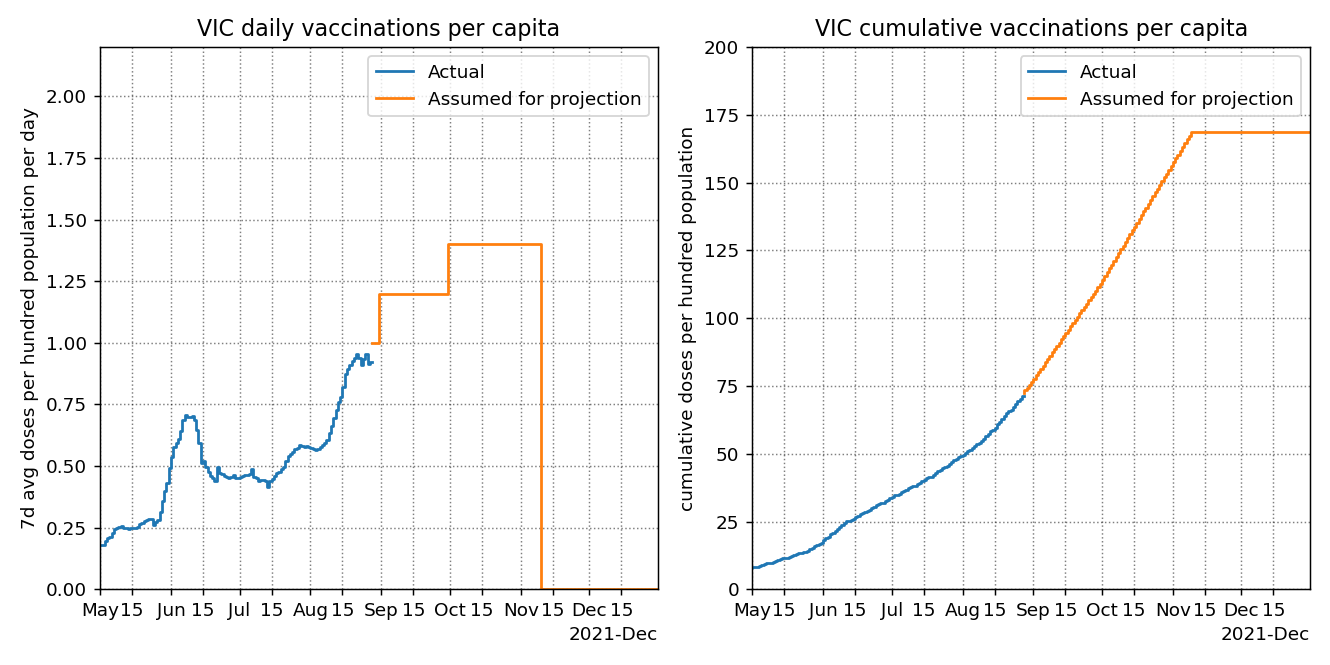 VIC daily vaccinations per capita
7d avg doses per hundred population per day
2.00
1.75
1.50
1.25
1.00
0.75
0.50
0.25
0.00
Actual
Assumed for projection
May 15 Jun 15 Jul 15 Aug 15 Sep 15 Oct 15 Nov 15 Dec 15
2021-Dec
VIC cumulative vaccinations per capita
cumulative doses per hundred population
200
175
150
125
100
75
50
25
0
Actual
Assumed for projection
May 15 Jun 15 Jul 15 Aug 15 Sep 15 Oct 15 Nov 15 Dec 15
2021-Dec